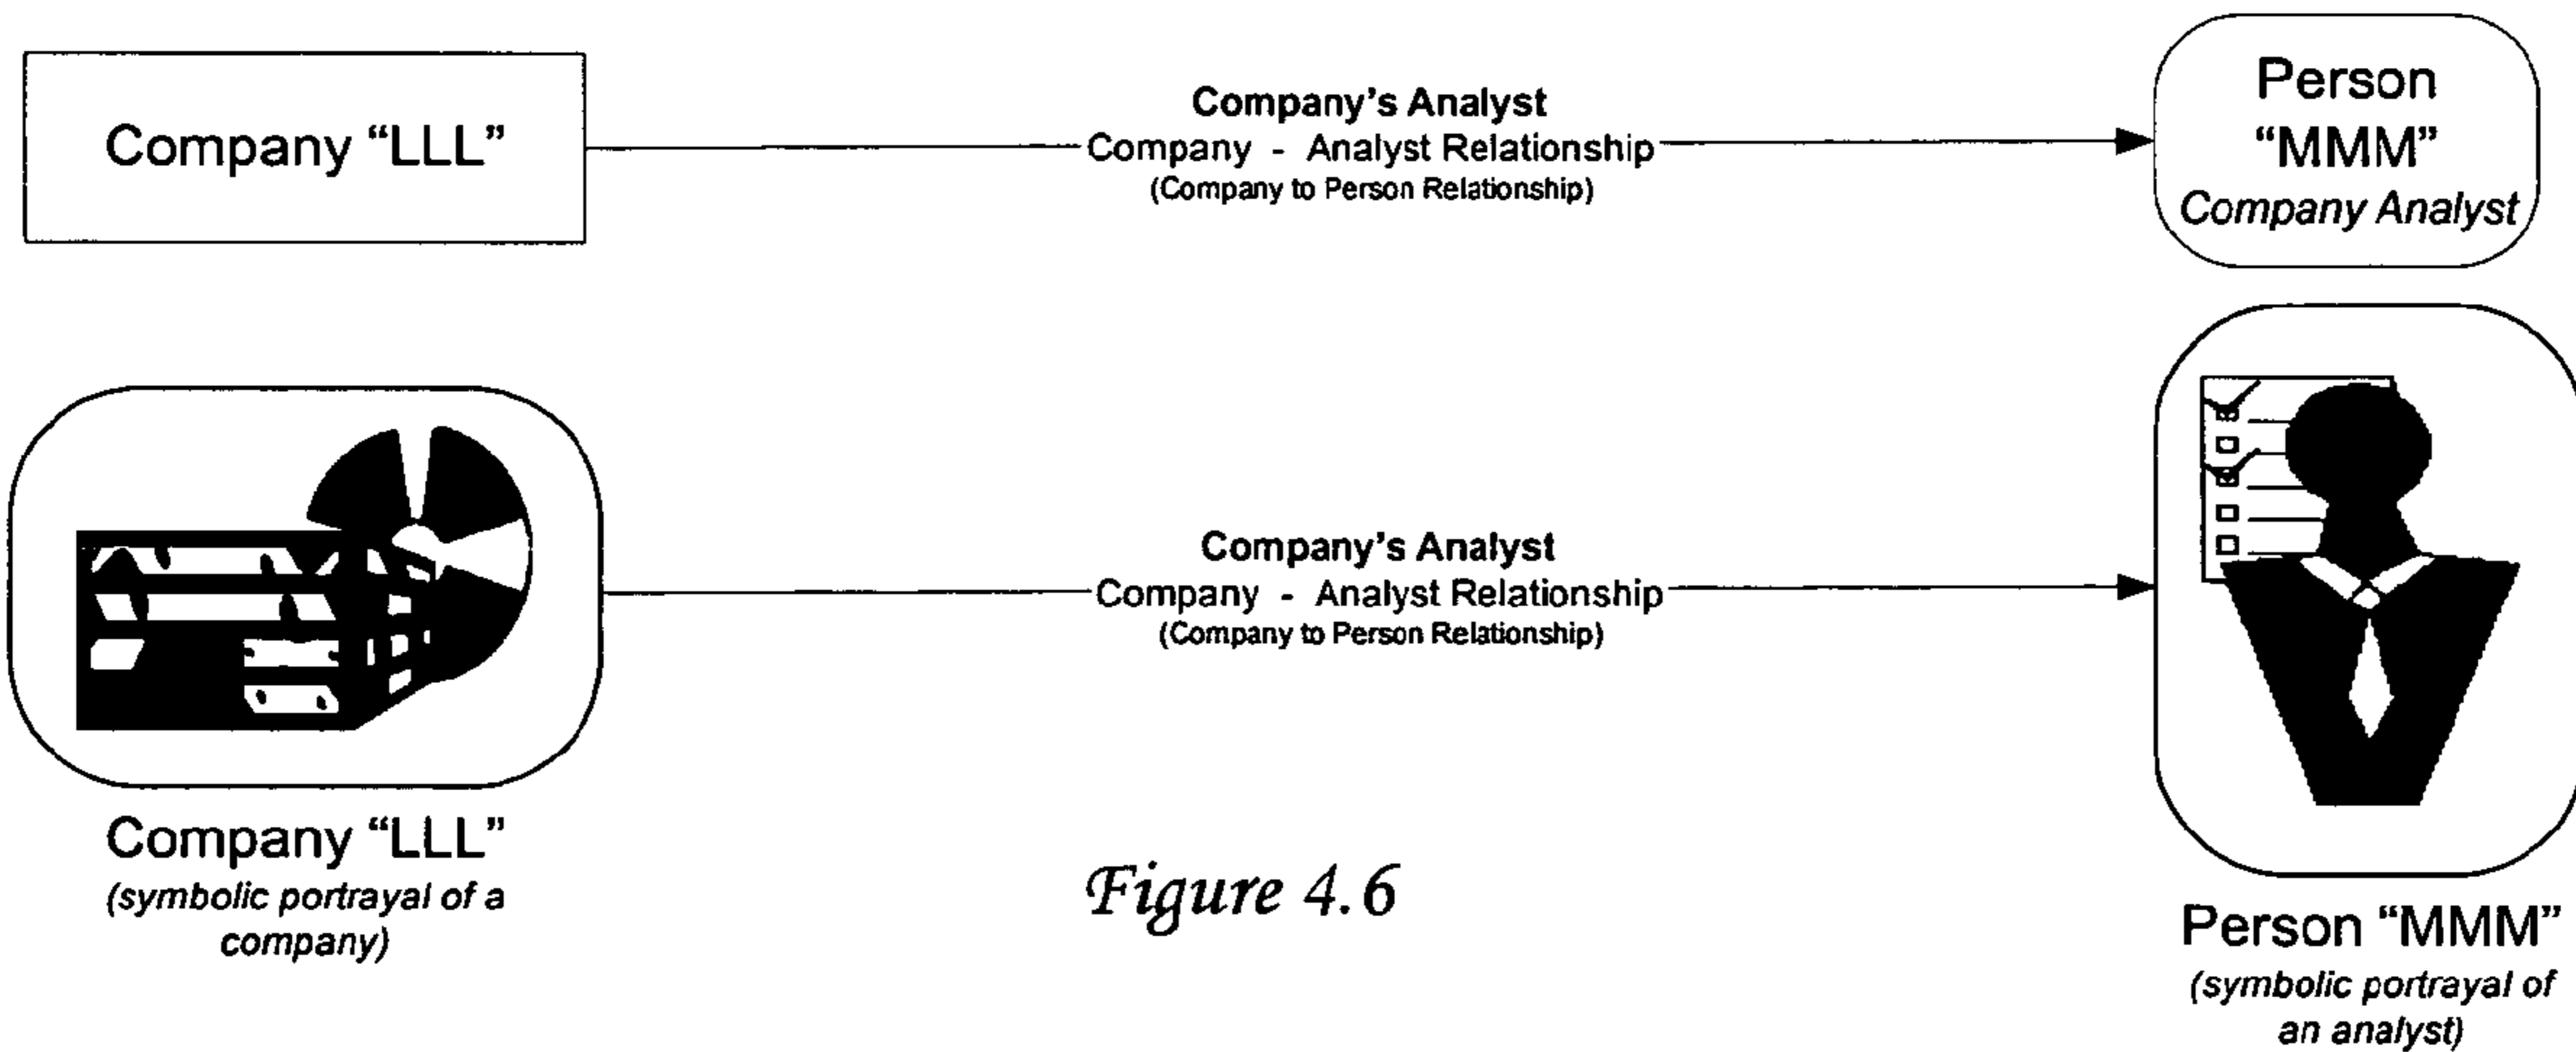 Company “LLL”
Company's Analyst
Company - Analyst Relationship
(Company to Person Relationship)
Person
“MMM”
Company Analyst
Company's Analyst
Company - Analyst Relationship
(Company to Person Relationship)
Company “LLL”
(symbolic portrayal of a
company)
Figure 4.6
Person “MMM”
(symbolic portrayal of
an analyst)